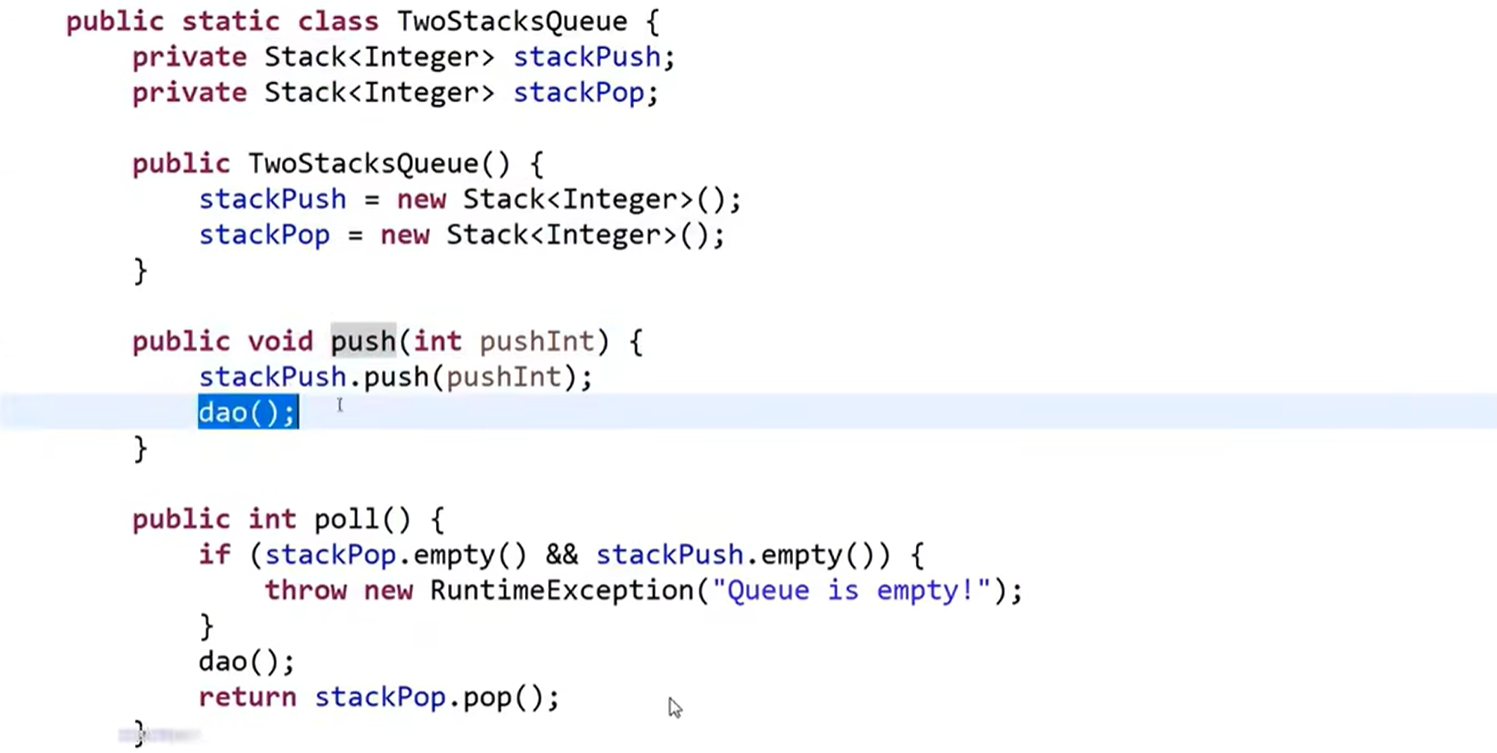 public static class TwoStacksQueue {
    private Stack<Integer> stackPush;
    private Stack<Integer> stackPop;

    public TwoStacksQueue() {
        stackPush = new Stack<Integer>();
        stackPop = new Stack<Integer>();
    }

    public void push(int pushInt) {
        stackPush.push(pushInt);
        dao();
    }

    public int poll() {
        if (stackPop.empty() && stackPush.empty()) {
            throw new RuntimeException("Queue is empty!");
        }
        dao();
        return stackPop.pop();
    }